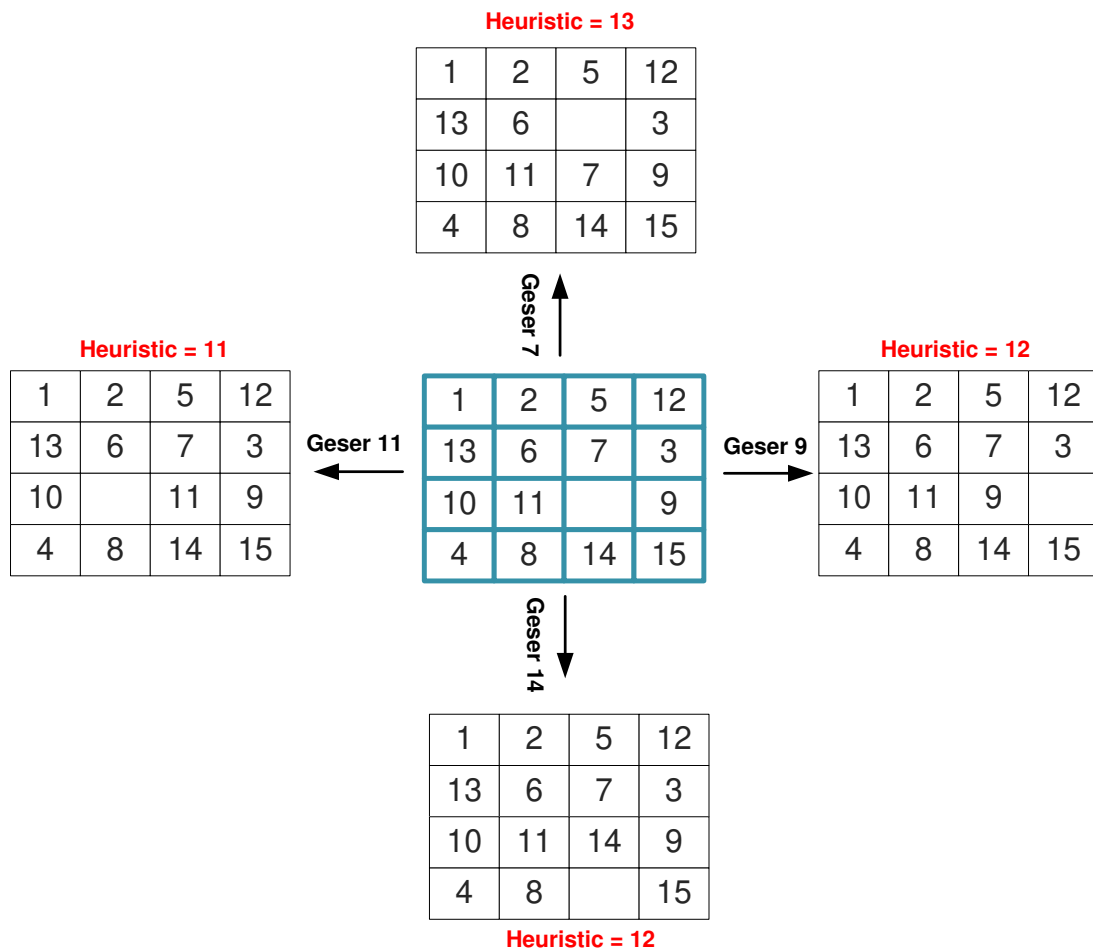 Heuristic = 13
1 2 5 12
13 6 3
10 11 7 9
4 8 14 15
Geser 7
Heuristic = 11
1 2 5 12
13 6 7 3
10 11 9
4 8 14 15
Geser 11
1 2 5 12
13 6 7 3
10 11 9
4 8 14 15
Geser 9
Heuristic = 12
1 2 5 12
13 6 7 3
10 11 9
4 8 14 15
Geser 14
1 2 5 12
13 6 7 3
10 11 14 9
4 8 15
Heuristic = 12